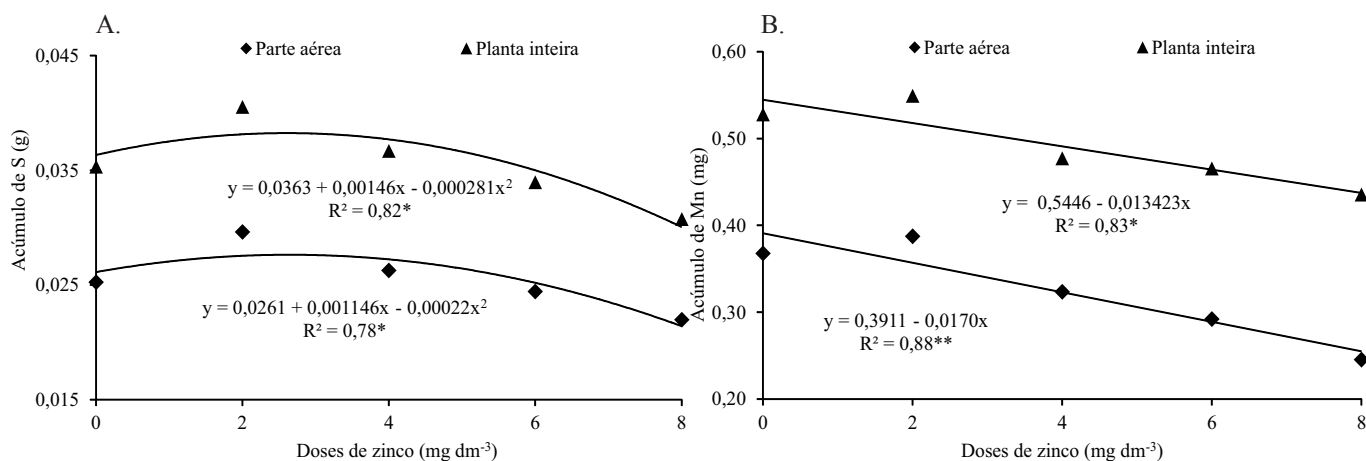 A.
Parte aérea
Planta inteira
0,045
0,035
0,025
0,015
Acúmulo de S (g)
y = 0,0363 + 0,00146x - 0,000281x²
R² = 0,82*
y = 0,0261 + 0,001146x - 0,00022x²
R² = 0,78*
0 2 4 6 8
Doses de zinco (mg dm⁻³)
B.
Parte aérea
Planta inteira
0,60
0,50
0,40
0,30
0,20
Acúmulo de Mn (mg)
y = 0,5446 - 0,013423x
R² = 0,83*
y = 0,3911 - 0,0170x
R² = 0,88**
0 2 4 6 8
Doses de zinco (mg dm⁻³)